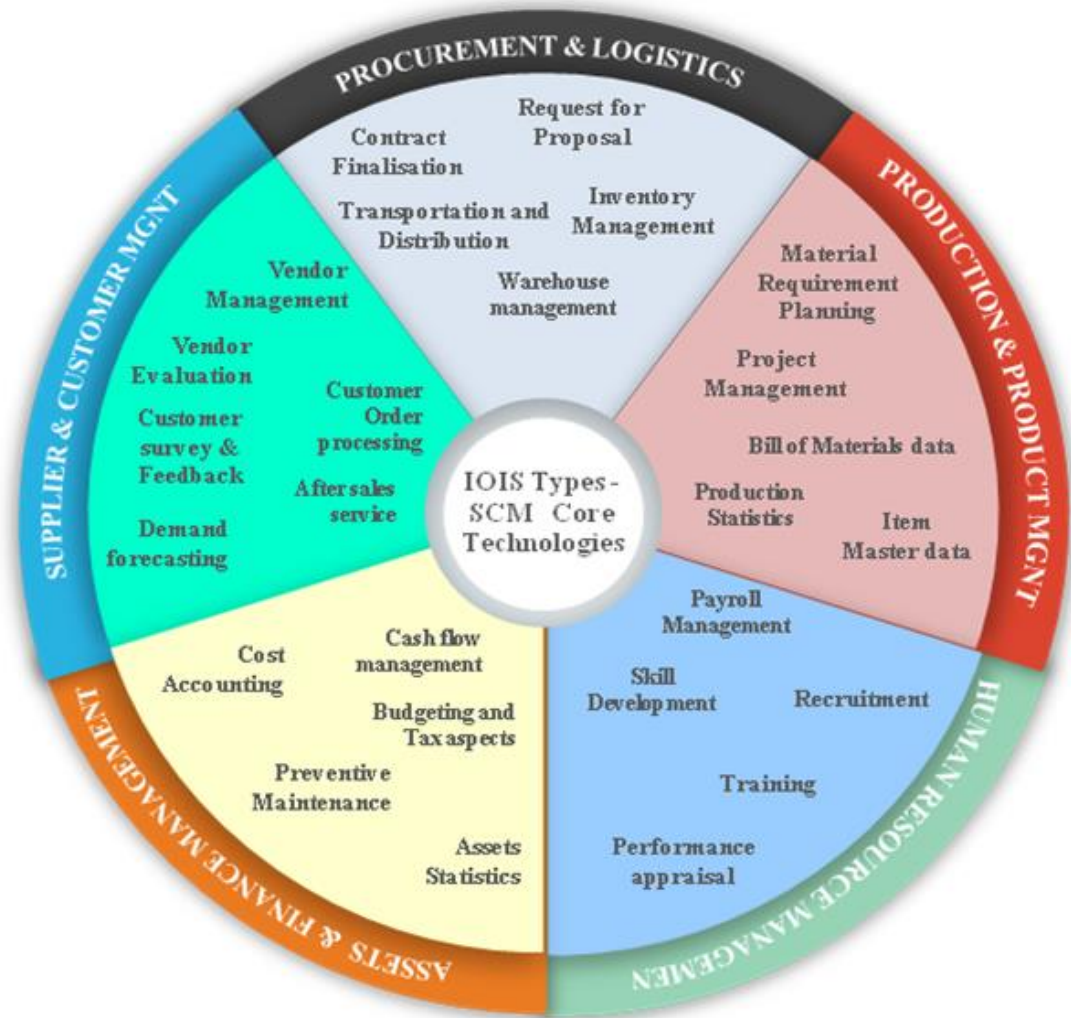 PROCUREMENT & LOGISTICS
Request for
Proposal
Contract
Finalisation
Inventory
Management
Transportation and
Distribution
Warehouse
management
PRODUCTION & PRODUCT MGNT
Material
Requirement
Planning
Project
Management
Bill of Materials data
Production
Statistics
Item
Master data
HUMAN RESOURCE MANAGEMEN
Payroll
Management
Skill
Development
Recruitment
Training
Performance
appraisal
ASSETS & FINANCE MANAGEMENT
Cost
Accounting
Cash flow
management
Budgeting and
Tax aspects
Preventive
Maintenance
Assets
Statistics
SUPPLIER & CUSTOMER MGNT
Vendor
Management
Vendor
Evaluation
Customer
Order
processing
Customer
survey &
Feedback
After sales
service
Demand
forecasting
IOIS Types-
SCM Core
Technologies